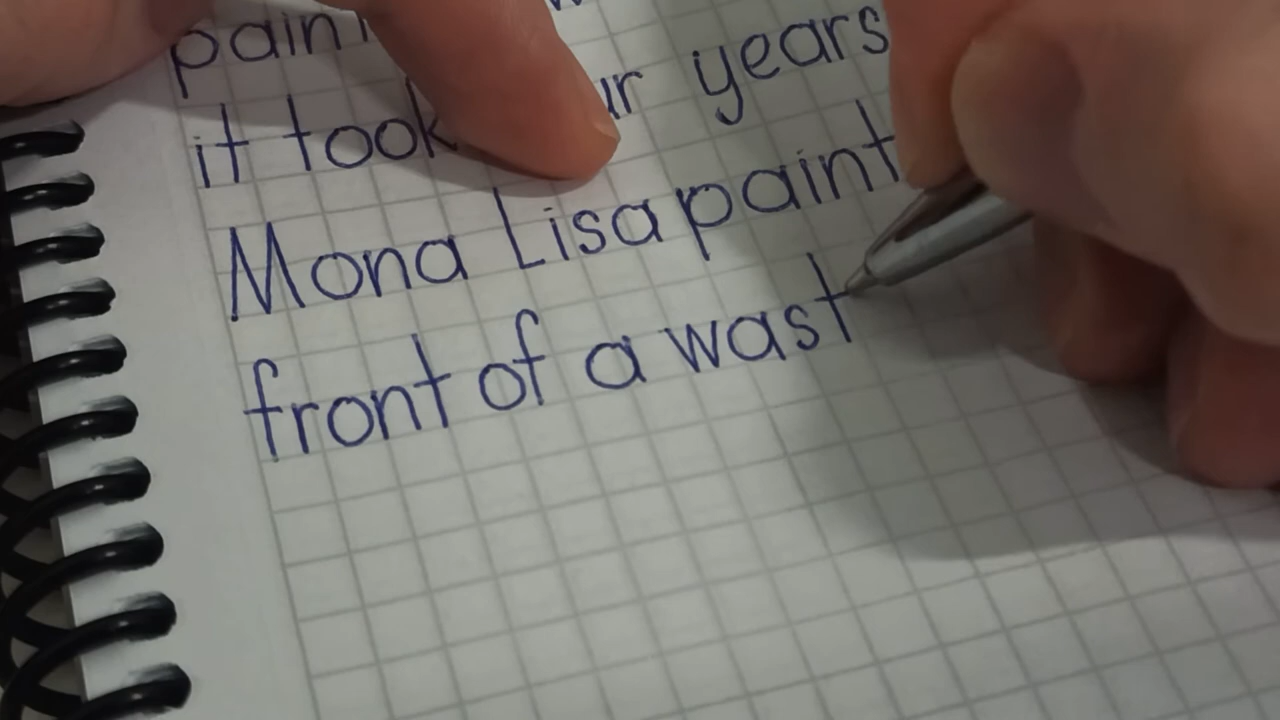 pain
it took ur years
Mona Lisa paint
front of a wast